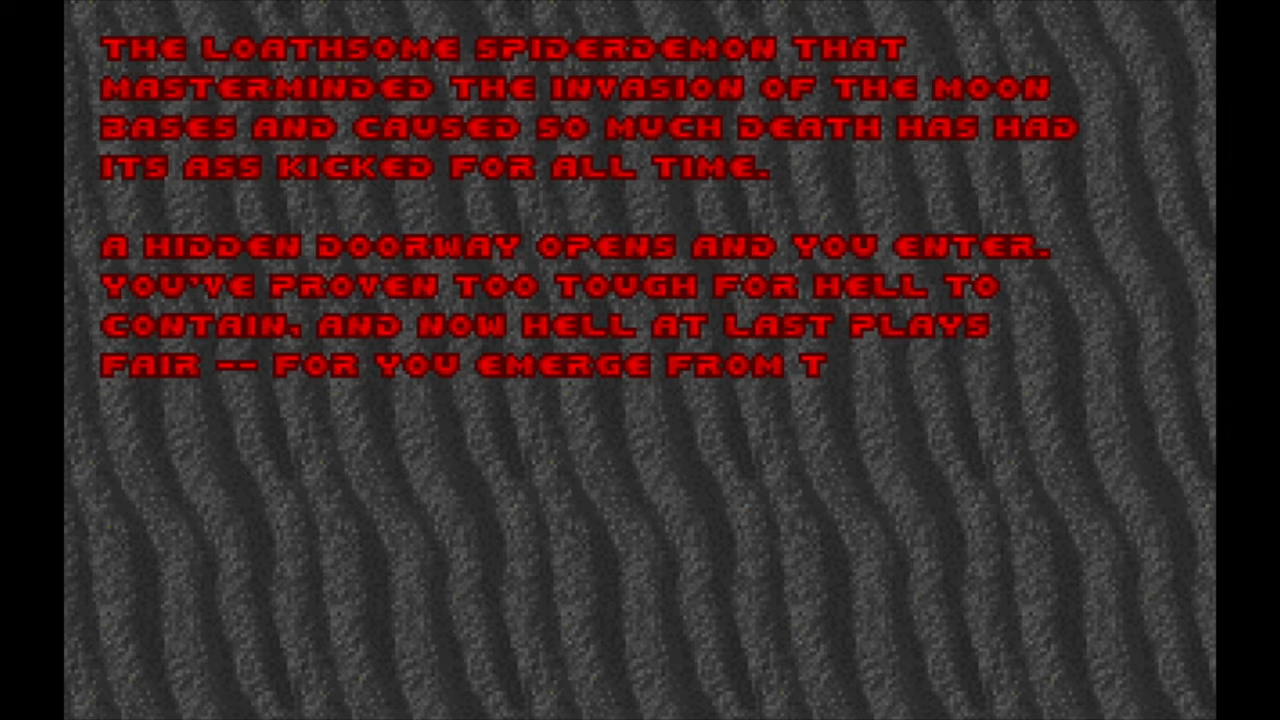 THE LOATHSOME SPIDERDEMON THAT
MASTERMINDED THE INVASION OF THE MOON
BASES AND CAUSED SO MUCH DEATH HAS HAD
ITS ASS KICKED FOR ALL TIME.
A HIDDEN DOORWAY OPENS AND YOU ENTER.
YOU'VE PROVEN TOO TOUGH FOR HELL TO
CONTAIN, AND NOW HELL AT LAST PLAYS
FAIR -- FOR YOU EMERGE FROM T